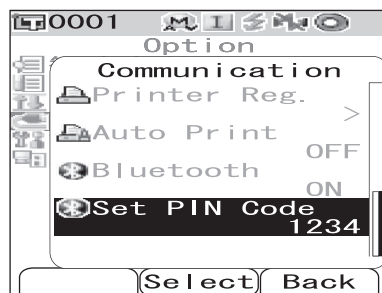 0001 M I
Option
Communication
Printer Reg.
>
Auto Print
OFF
Bluetooth
ON
Set PIN Code
1234
Select Back